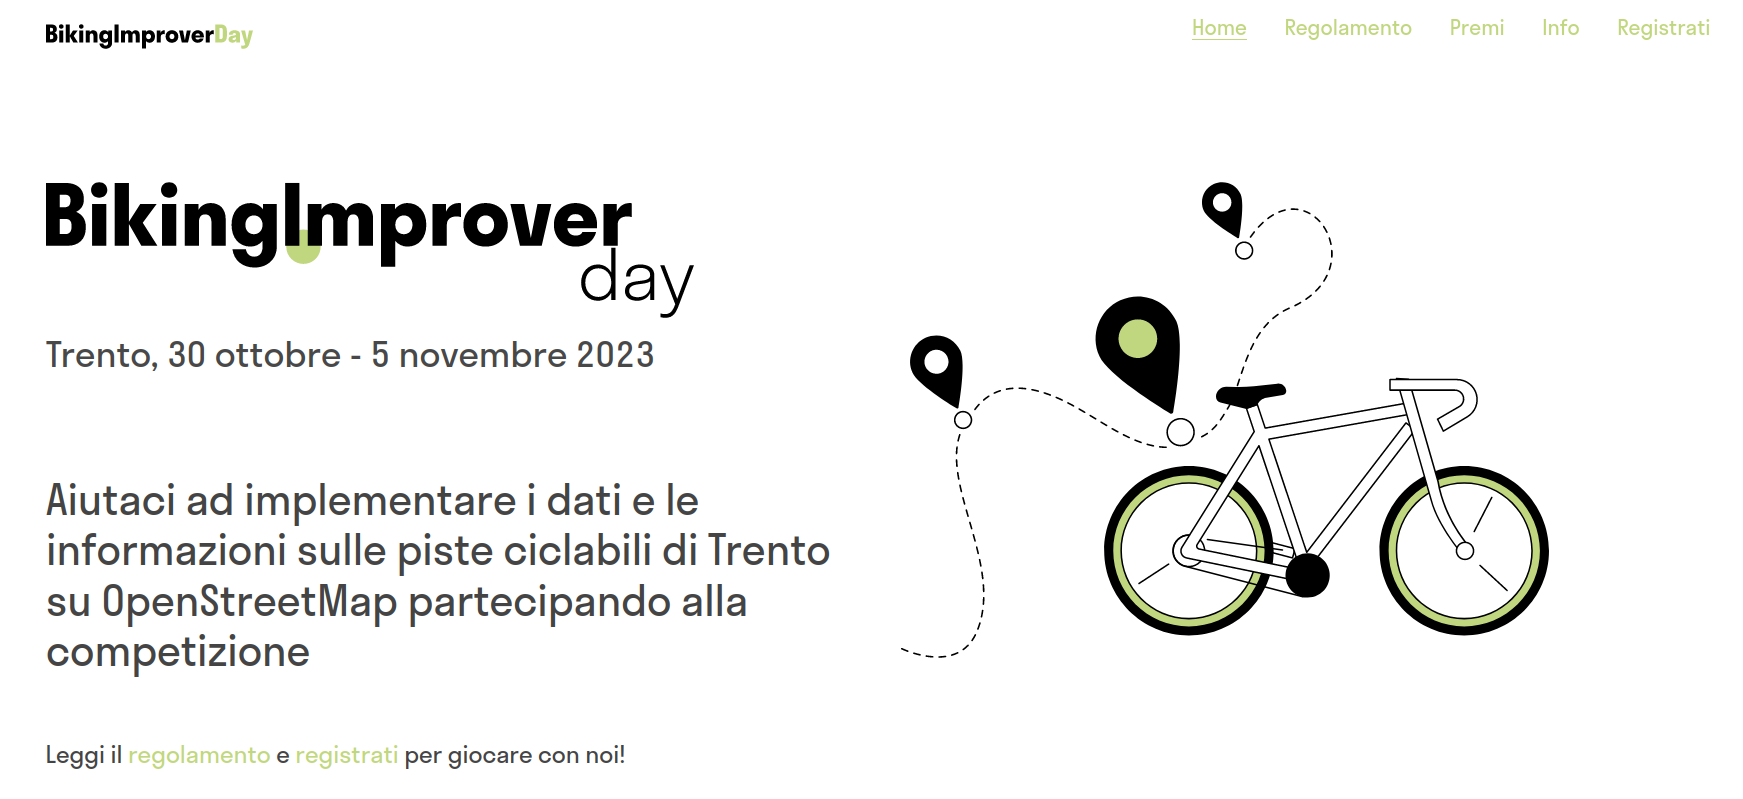 BikingImproverDay
Home Regolamento Premi Info Registrati
BikingImprover
day
Trento, 30 ottobre - 5 novembre 2023
Aiutaci ad implementare i dati e le
informazioni sulle piste ciclabili di Trento
su OpenStreetMap partecipando alla
competizione
Leggi il regolamento e registrati per giocare con noi!